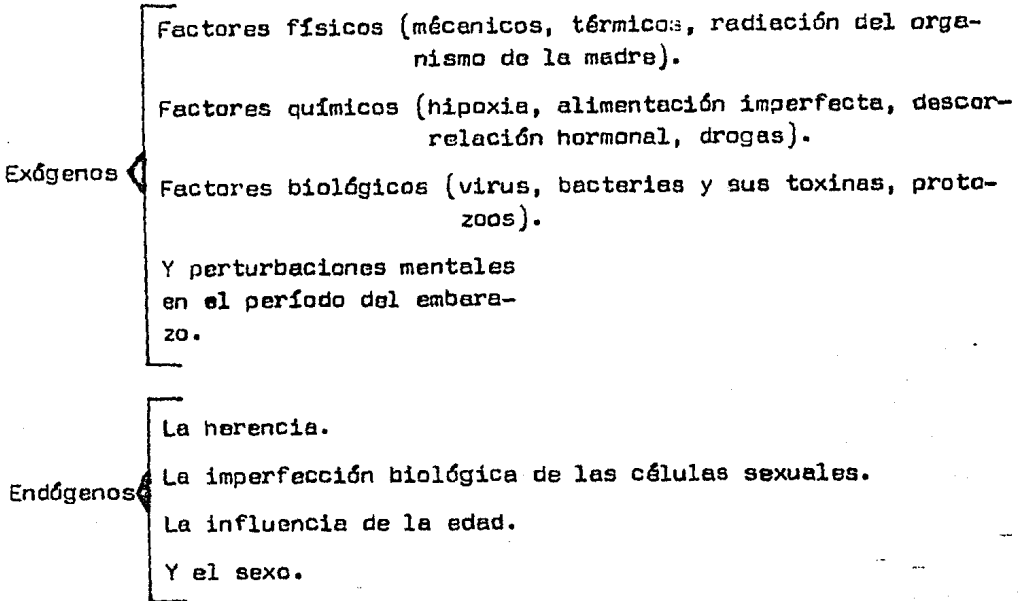 Factores físicos (mécanicos, térmicos, radiación del orga-
nismo de la madre).
Factores químicos (hipoxia, alimentación imperfecta, descor-
relación hormonal, drogas).
Exógenos
Factores biológicos (virus, bacterias y sus toxinas, proto-
zoos).
Y perturbaciones mentales
en el período del embara-
zo.
La herencia.
La imperfección biológica de las células sexuales.
Endógenos
La influencia de la edad.
Y el sexo.